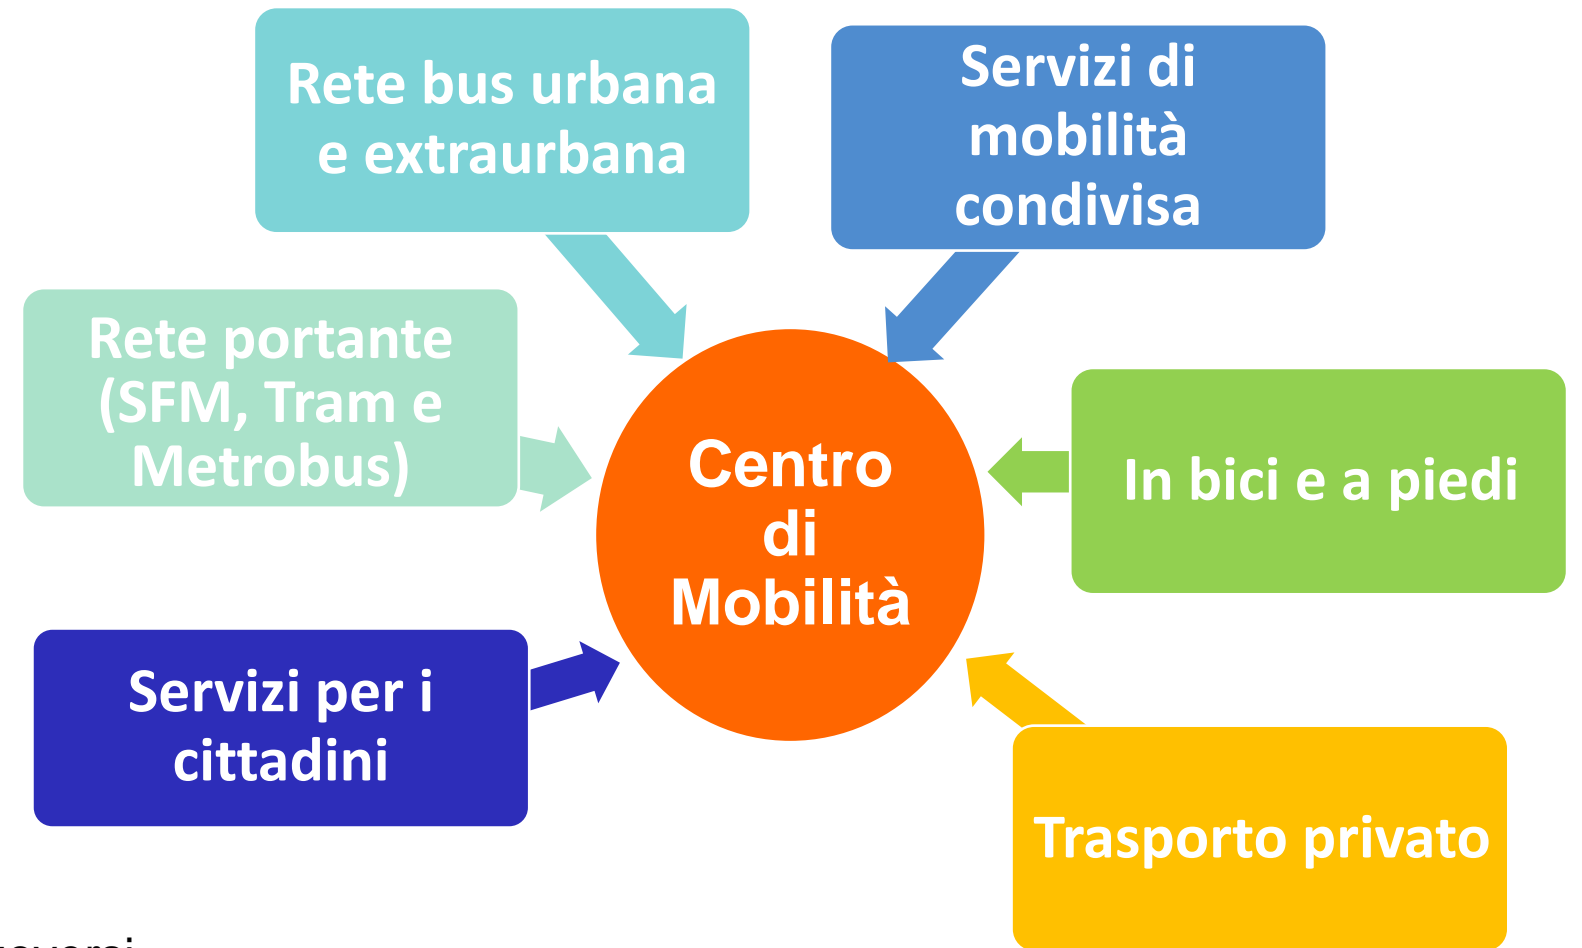 Rete bus urbana
e extraurbana
Servizi di
mobilità
condivisa
Rete portante
(SFM, Tram e
Metrobus)
Centro
di
Mobilità
In bici e a piedi
Servizi per i
cittadini
Trasporto privato